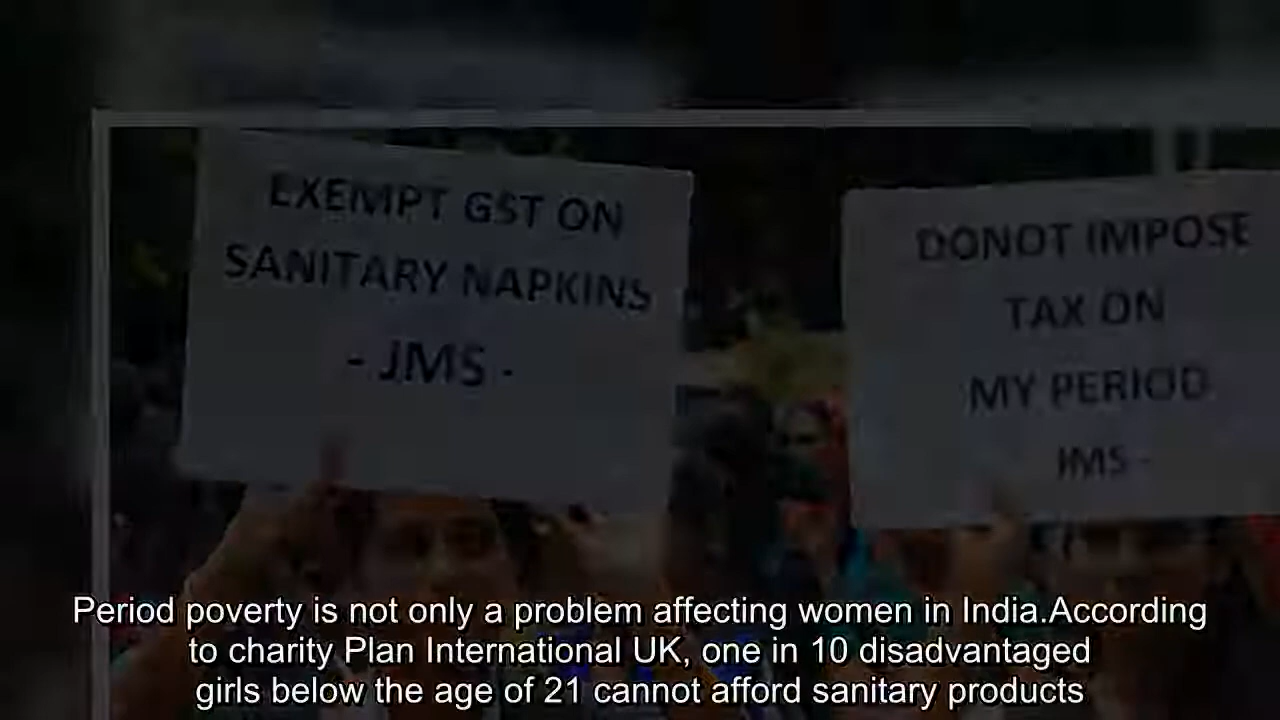 EXEMPT GST ON
SANITARY NAPKINS
- JMS -
DONOT IMPOSE
TAX ON
MY PERIOD
JMS -
Period poverty is not only a problem affecting women in India.According
to charity Plan International UK, one in 10 disadvantaged
girls below the age of 21 cannot afford sanitary products